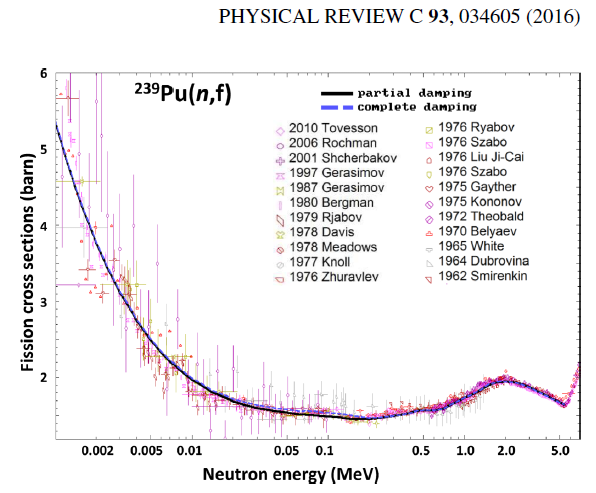 PHYSICAL REVIEW C 93, 034605 (2016)
6
5
4
3
2
Fission cross sections (barn)
239Pu(n,f)
partial damping
complete damping
2010 Tovesson
2006 Rochman
2001 Shcherbakov
1997 Gerasimov
1987 Gerasimov
1980 Bergman
1979 Rjabov
1978 Davis
1978 Meadows
1977 Knoll
1976 Zhuravlev
1976 Ryabov
1976 Szabo
1976 Liu Ji-Cai
1976 Szabo
1975 Gayther
1975 Kononov
1972 Theobald
1970 Belyaev
1965 White
1964 Dubrovina
1962 Smirenkin
0.002 0.005 0.01 0.05 0.1 0.5 1.0 2.0 5.0
Neutron energy (MeV)